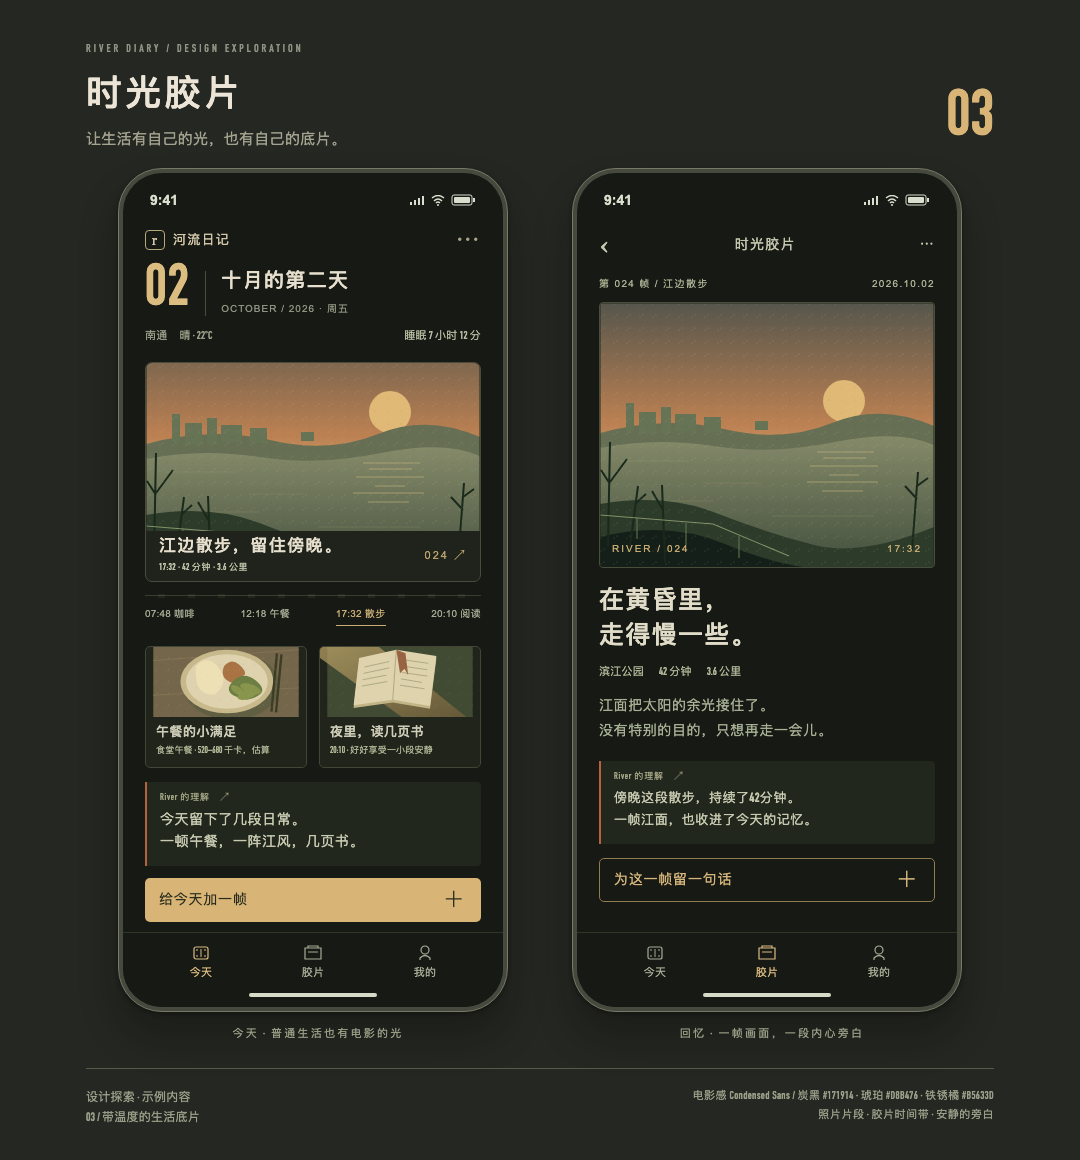 RIVER DIARY / DESIGN EXPLORATION
时光胶片
03
让生活有自己的光，也有自己的底片。
9:41
r 河流日记
02
十月的第二天
OCTOBER / 2026 · 周五
南通 晴 · 22°C
睡眠 7 小时 12 分
江边散步，留住傍晚。
024 ↗
17:32 · 42 分钟 · 3.6 公里
07:48 咖啡
12:18 午餐
17:32 散步
20:10 阅读
午餐的小满足
食堂午餐 · 520–680 千卡，估算
夜里，读几页书
20:10 · 好好享受一小段安静
River 的理解 ↗
今天留下了几段日常。
一顿午餐，一阵江风，几页书。
给今天加一帧
今天
胶片
我的
今天 · 普通生活也有电影的光
9:41
时光胶片
第 024 帧 / 江边散步
2026.10.02
RIVER / 024
17:32
在黄昏里，
走得慢一些。
滨江公园 42 分钟 3.6 公里
江面把太阳的余光接住了。
没有特别的目的，只想再走一会儿。
River 的理解 ↗
傍晚这段散步，持续了42分钟。
一帧江面，也收进了今天的记忆。
为这一帧留一句话
今天
胶片
我的
回忆 · 一帧画面，一段内心旁白
设计探索 · 示例内容
03 / 带温度的生活底片
电影感 Condensed Sans / 炭黑 #171914 · 琥珀 #D8B476 · 铁锈橘 #B5633D
照片片段 · 胶片时间带 · 安静的旁白